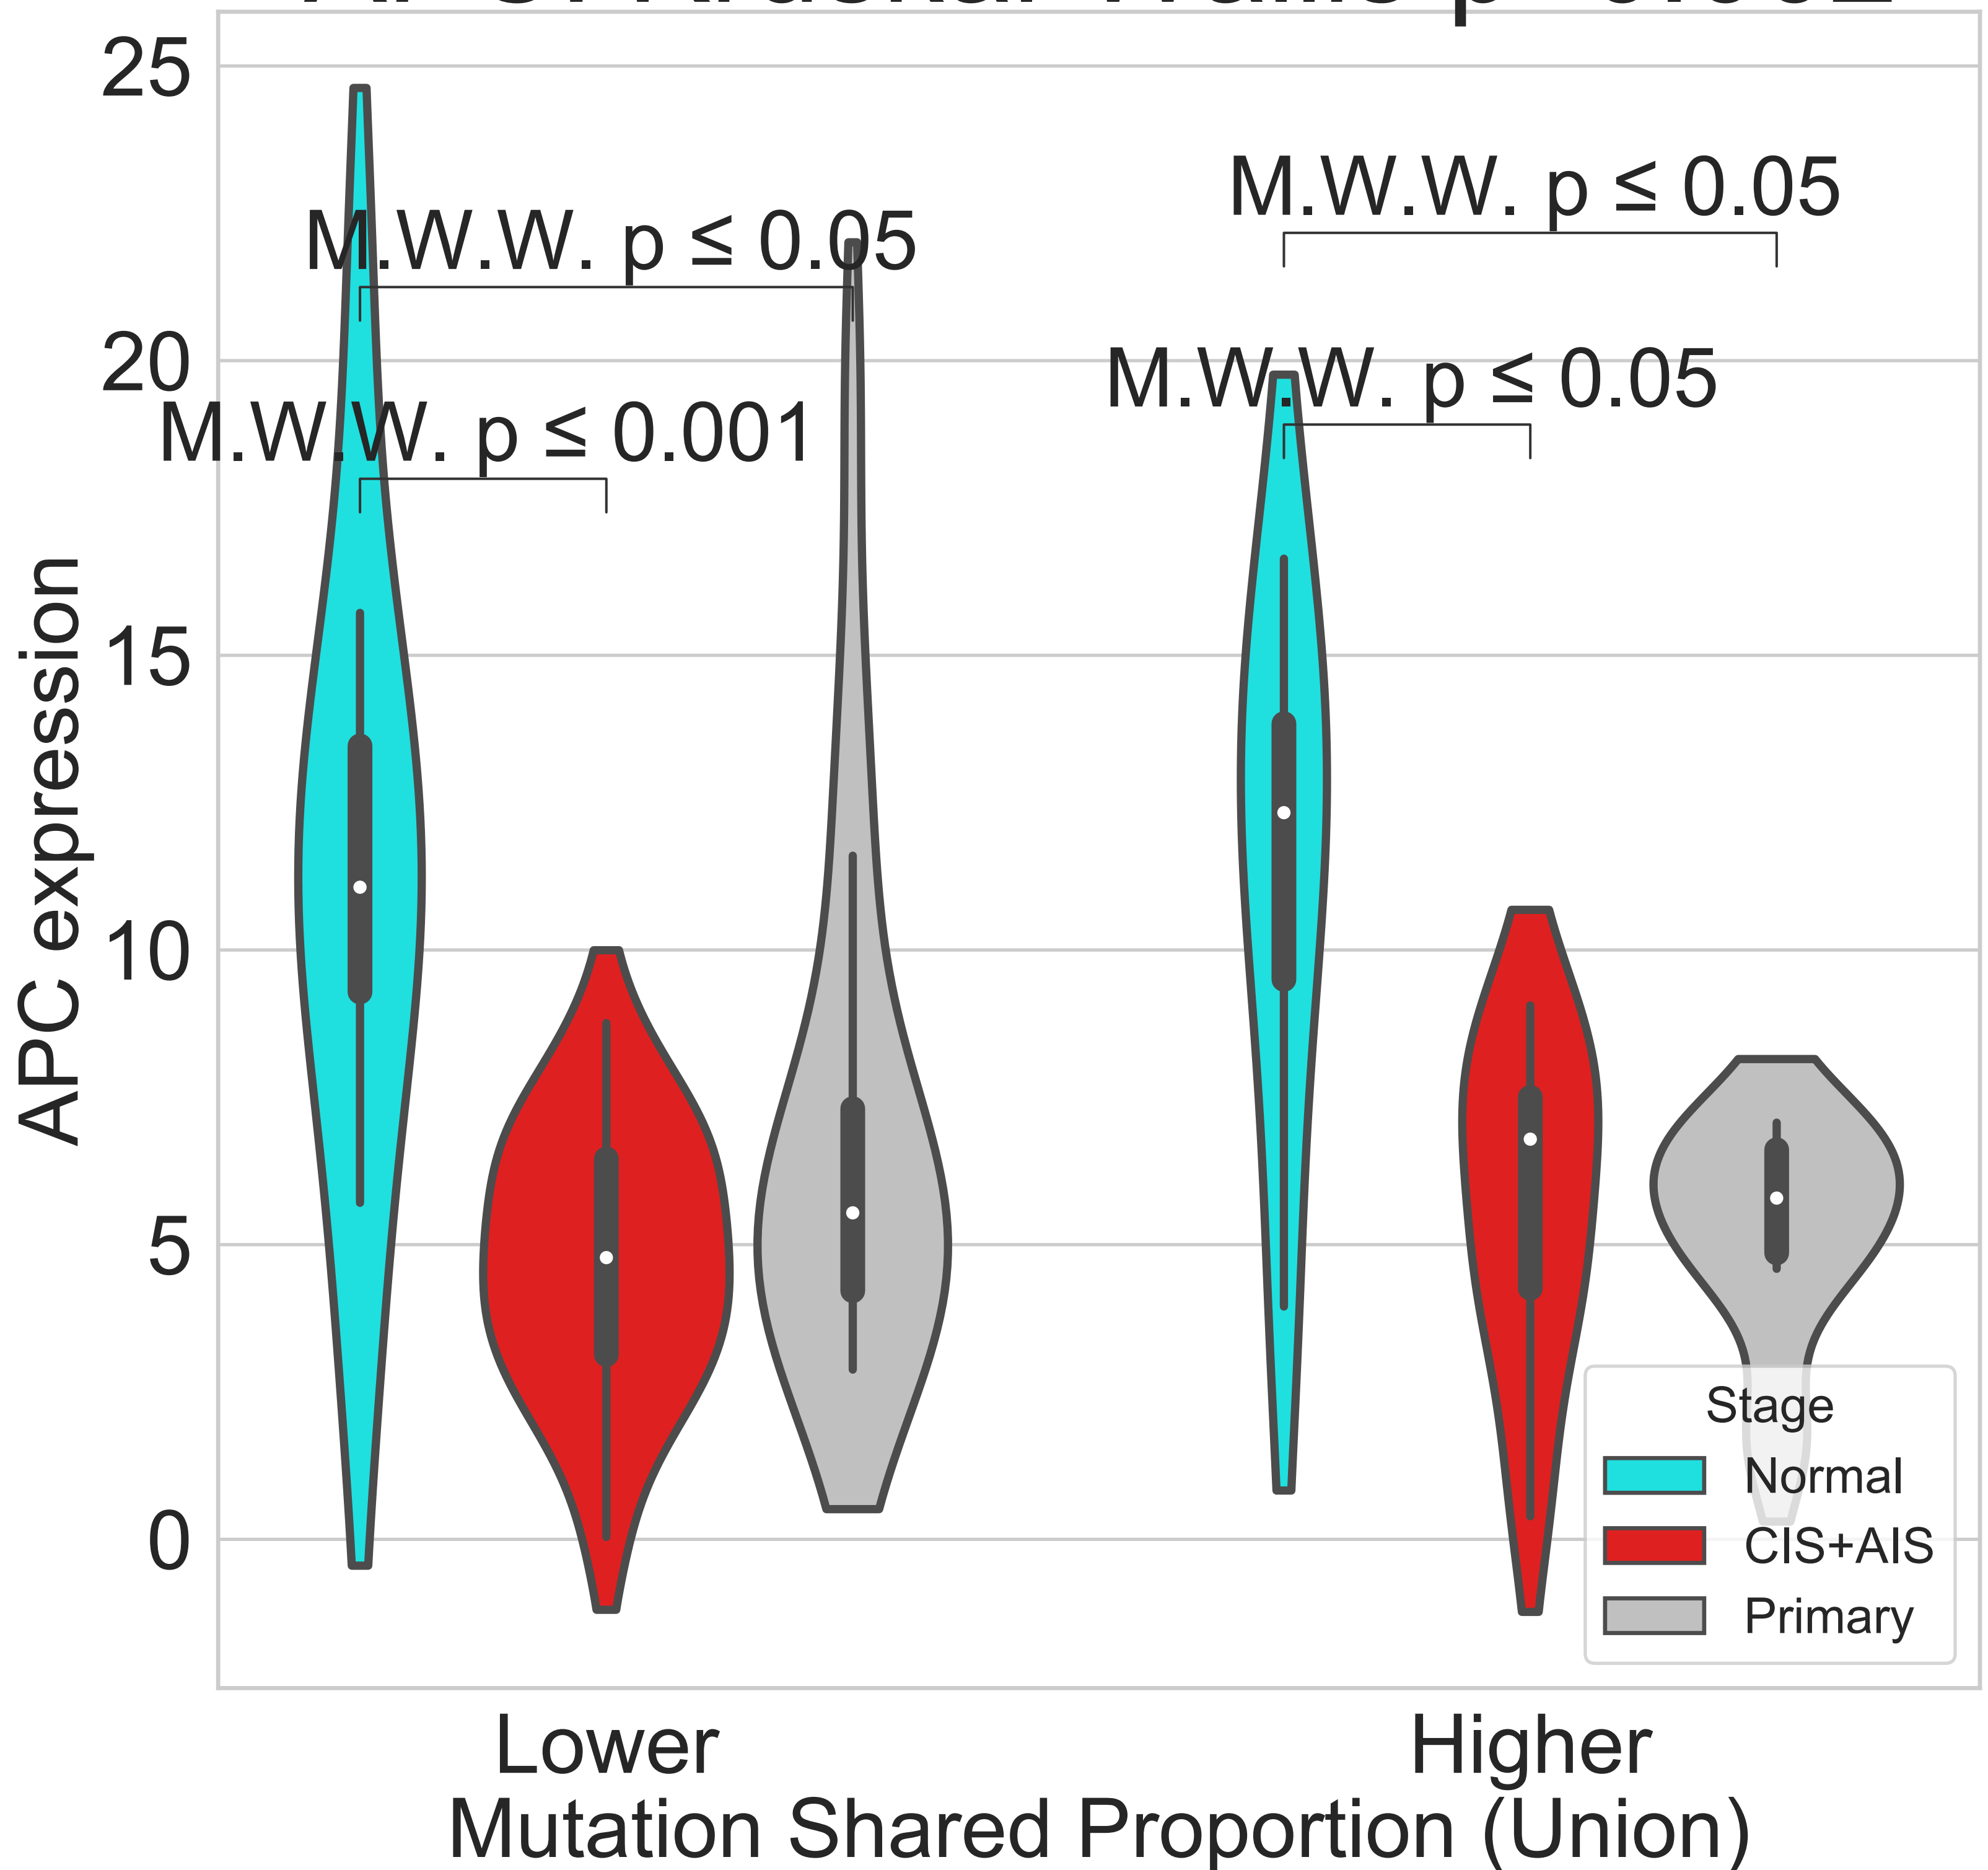 25
20
15
10
5
0
APC expression
M.W.W. p ≤ 0.05
M.W.W. p ≤ 0.001
M.W.W. p ≤ 0.05
M.W.W. p ≤ 0.05
Stage
Normal
CIS+AIS
Primary
Lower
Higher
Mutation Shared Proportion (Union)